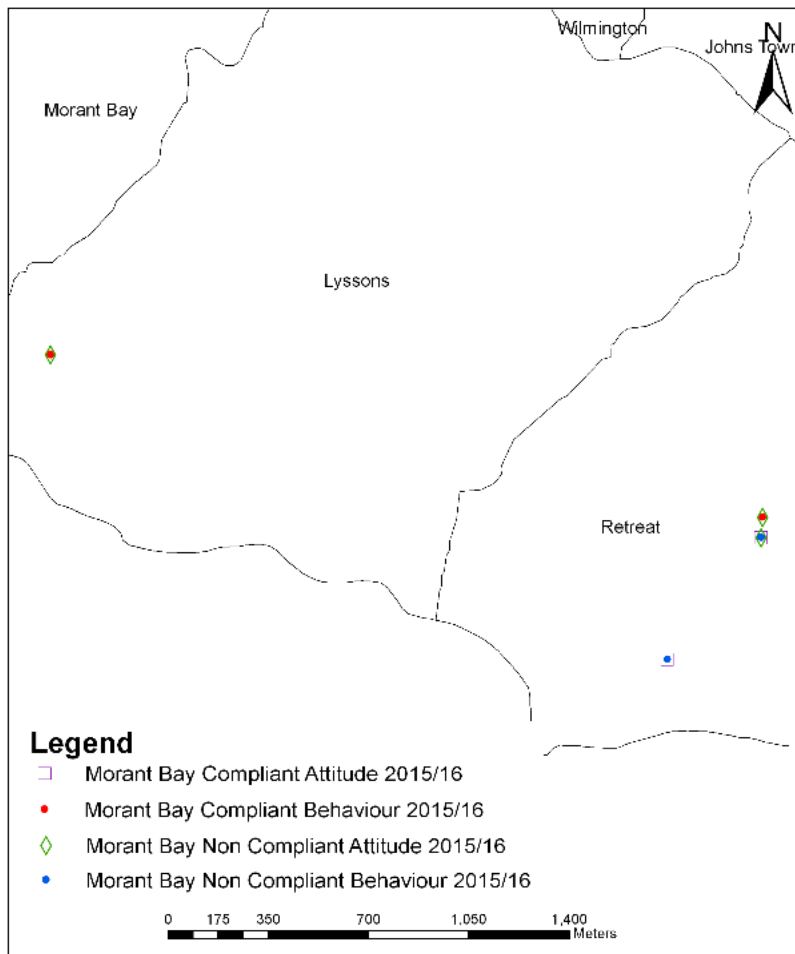 Wilmington
N
Johns Town
Morant Bay
Lyssons
Retreat
Legend
Morant Bay Compliant Attitude 2015/16
Morant Bay Compliant Behaviour 2015/16
Morant Bay Non Compliant Attitude 2015/16
Morant Bay Non Compliant Behaviour 2015/16
0 175 350 700 1,050 1,400
Meters